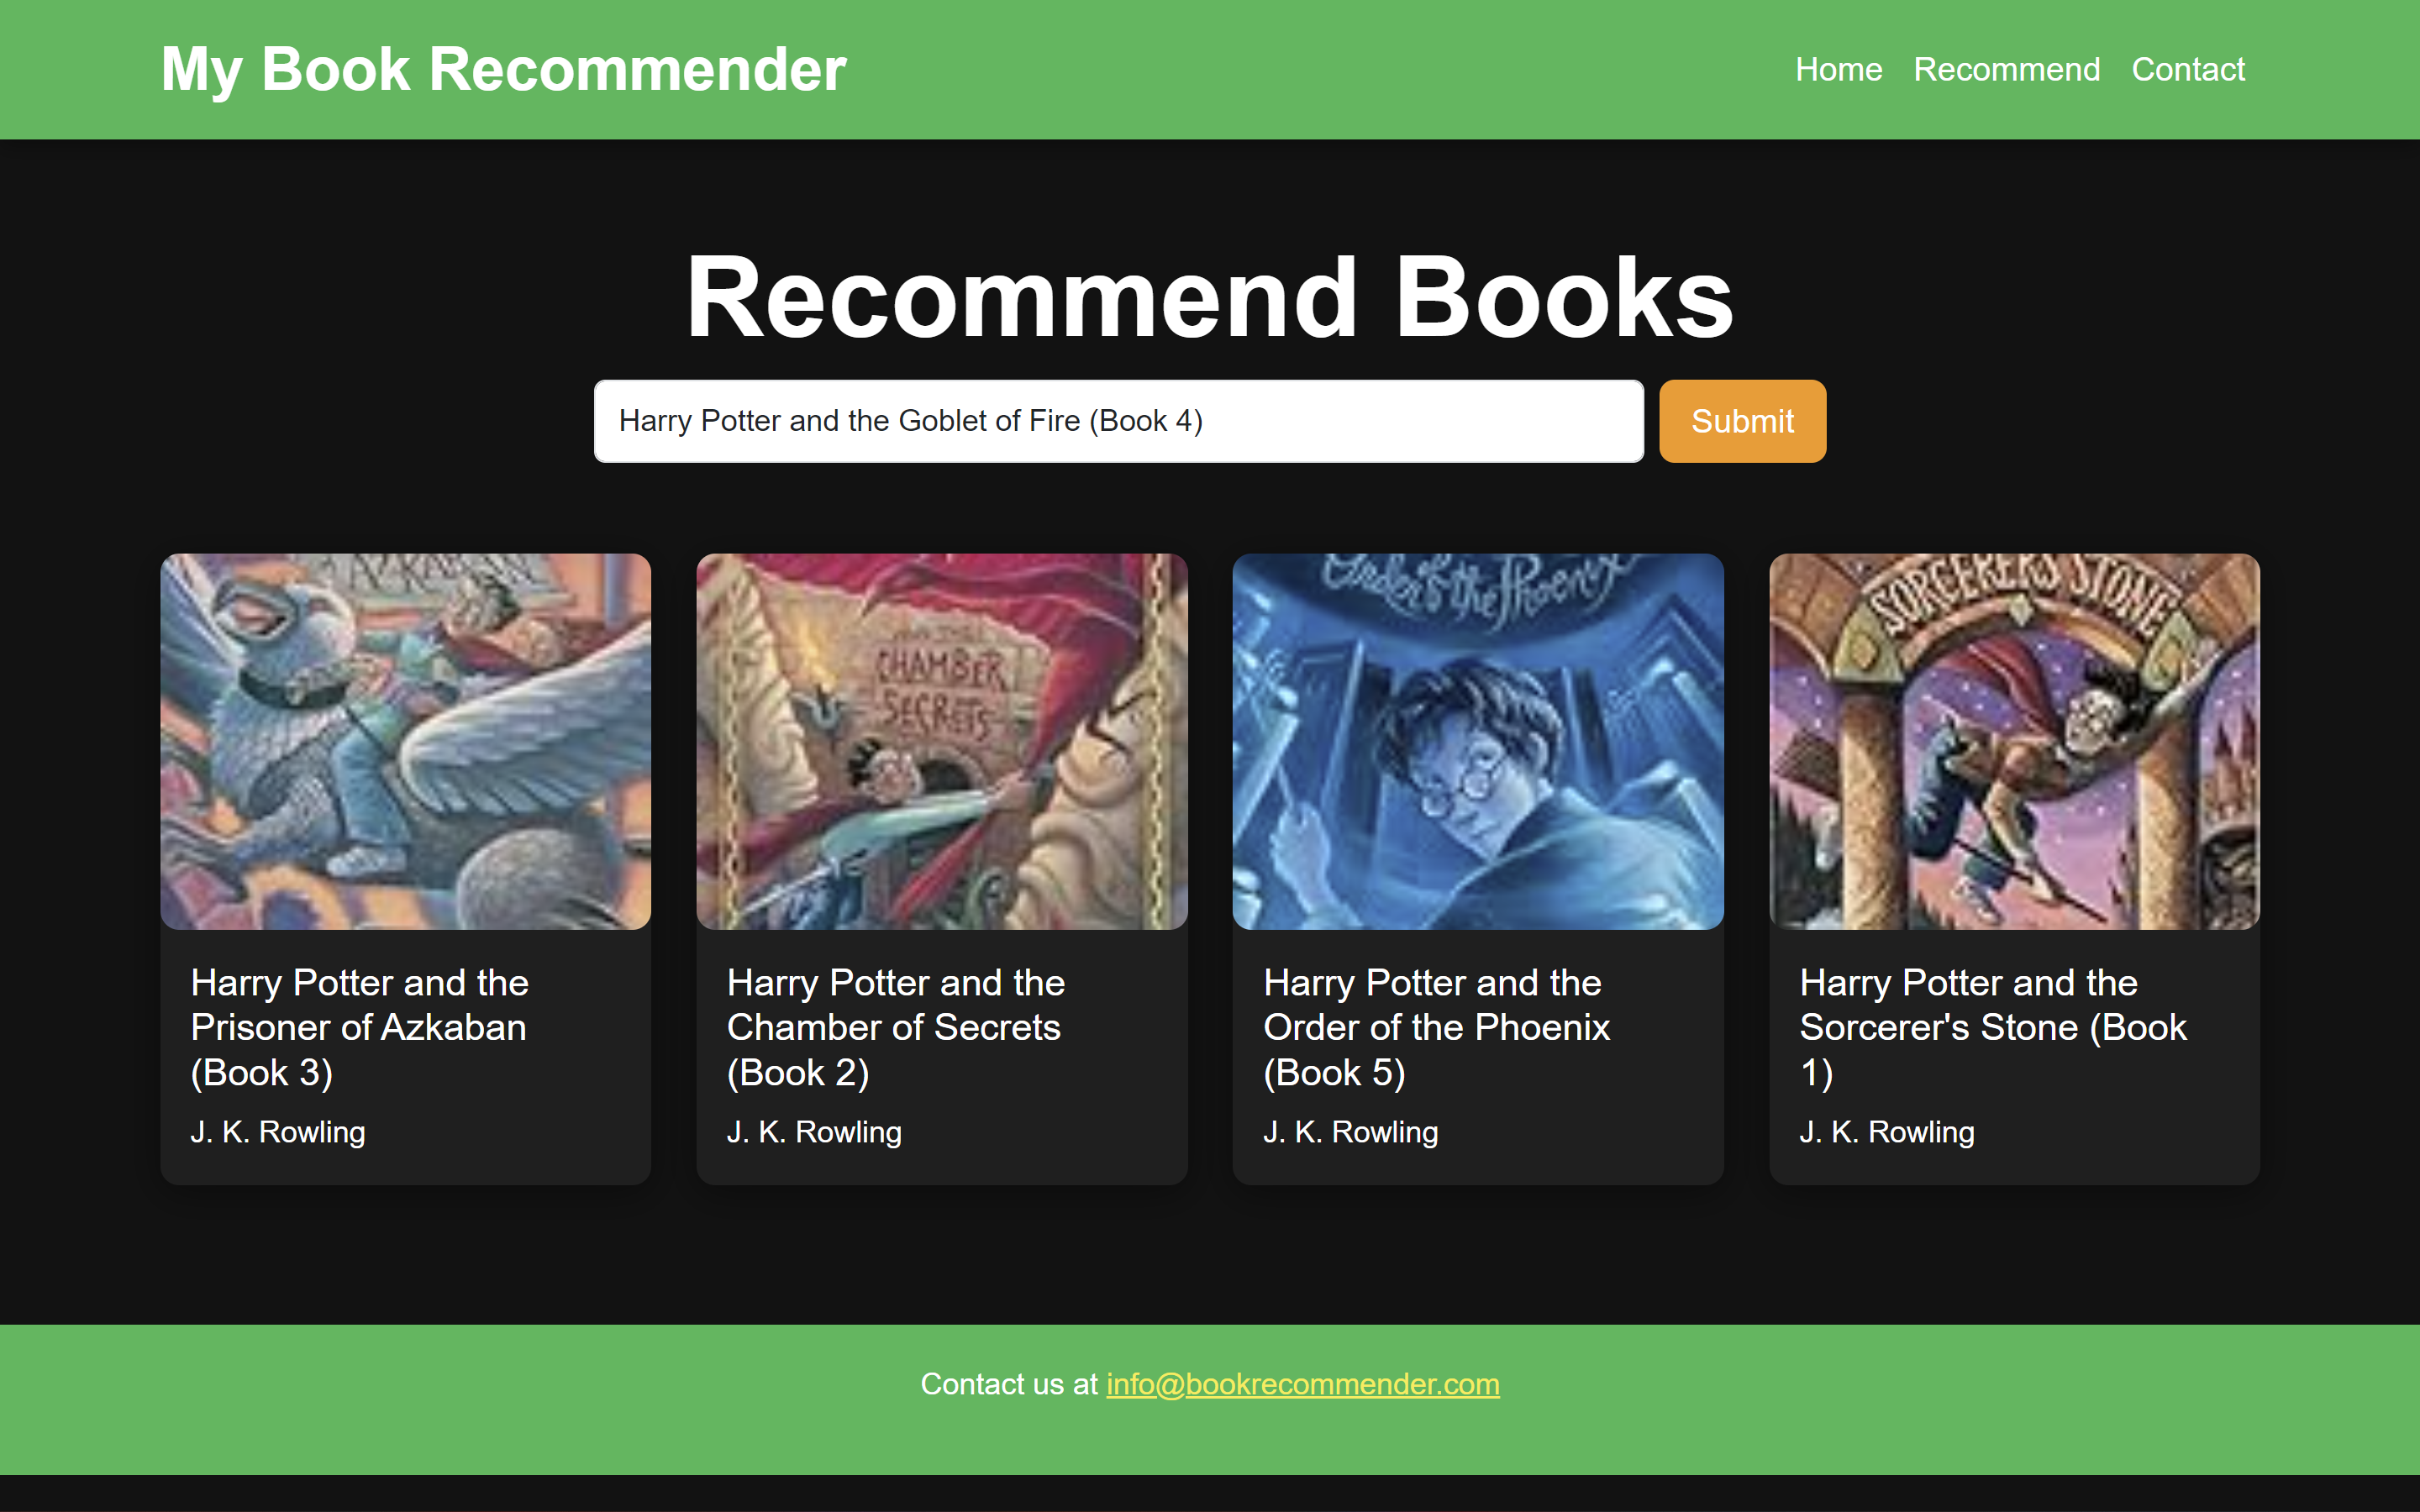 My Book Recommender
Home Recommend Contact
Recommend Books
Harry Potter and the Goblet of Fire (Book 4)
Submit
CHAMBER
SECRETS
Order of the Phoenix
SORCERER'S STONE
Harry Potter and the
Prisoner of Azkaban
(Book 3)
J. K. Rowling
Harry Potter and the
Chamber of Secrets
(Book 2)
J. K. Rowling
Harry Potter and the
Order of the Phoenix
(Book 5)
J. K. Rowling
Harry Potter and the
Sorcerer's Stone (Book
1)
J. K. Rowling
Contact us at info@bookrecommender.com